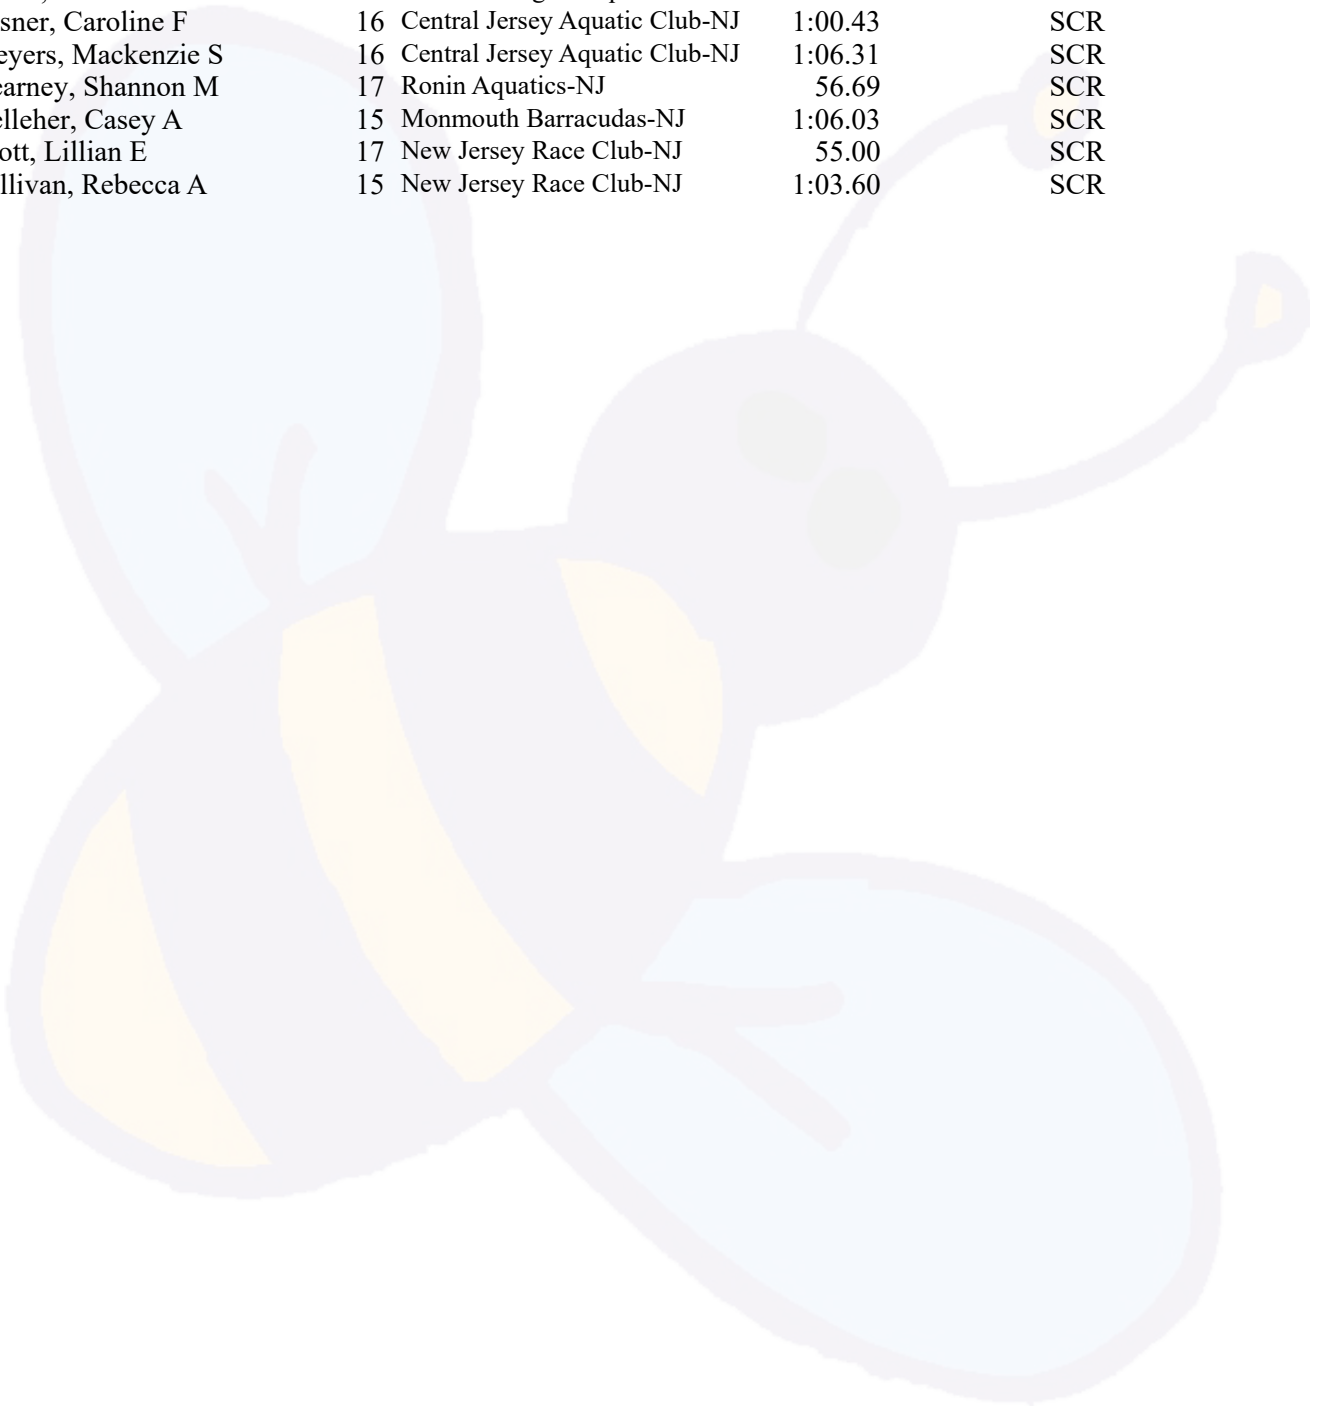 sner, Caroline F 16 Central Jersey Aquatic Club-NJ 1:00.43 SCR
eyers, Mackenzie S 16 Central Jersey Aquatic Club-NJ 1:06.31 SCR
earney, Shannon M 17 Ronin Aquatics-NJ 56.69 SCR
elleher, Casey A 15 Monmouth Barracudas-NJ 1:06.03 SCR
ott, Lillian E 17 New Jersey Race Club-NJ 55.00 SCR
llivan, Rebecca A 15 New Jersey Race Club-NJ 1:03.60 SCR